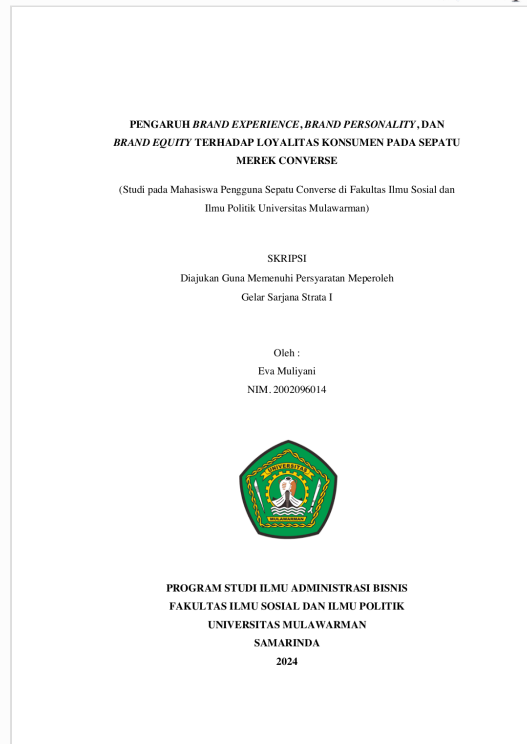 PENGARUH BRAND EXPERIENCE, BRAND PERSONALITY, DAN
BRAND EQUITY TERHADAP LOYALITAS KONSUMEN PADA SEPATU
MEREK CONVERSE
(Studi pada Mahasiswa Pengguna Sepatu Converse di Fakultas Ilmu Sosial dan
Ilmu Politik Universitas Mulawarman)
SKRIPSI
Diajukan Guna Memenuhi Persyaratan Meperoleh
Gelar Sarjana Strata I
Oleh :
Eva Muliyani
NIM. 2002096014
UNIVERSITAS
MULAWARMAN
PROGRAM STUDI ILMU ADMINISTRASI BISNIS
FAKULTAS ILMU SOSIAL DAN ILMU POLITIK
UNIVERSITAS MULAWARMAN
SAMARINDA
2024